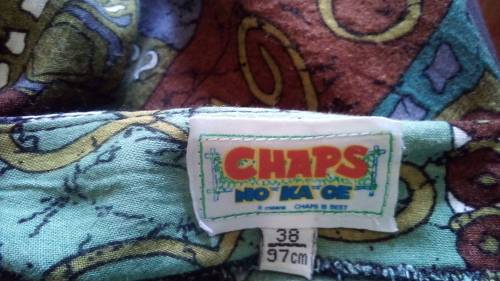 CHAPS
NO KA OE
CHAPS IS BEST
38
97cm